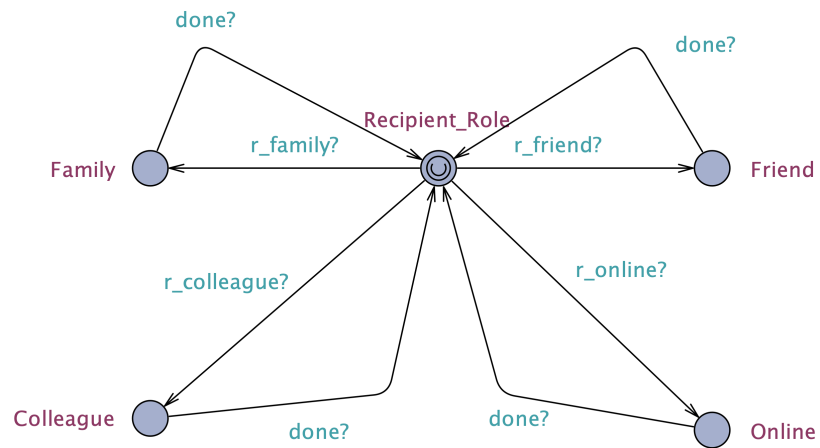 done?
done?
Recipient_Role
r_family?
r_friend?
Family
Friend
r_colleague?
r_online?
Colleague
done?
done?
Online